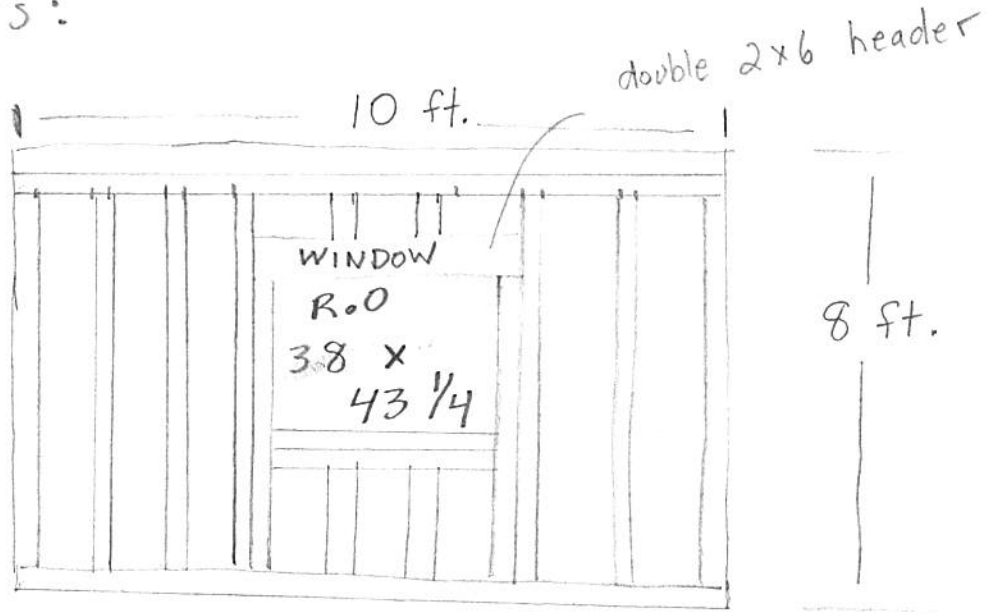 s:
double 2x6 header
10 ft.
WINDOW
R.O
38 x
43 1/4
8 ft.